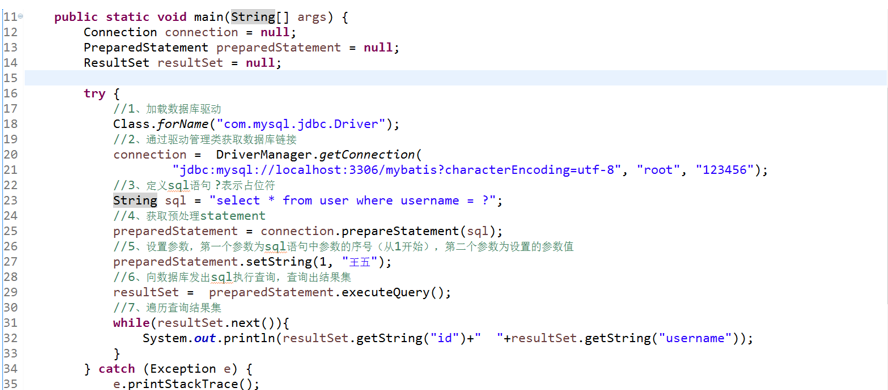 11 public static void main(String[] args) {
12 Connection connection = null;
13 PreparedStatement preparedStatement = null;
14 ResultSet resultSet = null;
15
16 try {
17 //1、加载数据库驱动
18 Class.forName("com.mysql.jdbc.Driver");
19 //2、通过驱动管理类获取数据库链接
20 connection =  DriverManager.getConnection(
21 "jdbc:mysql://localhost:3306/mybatis?characterEncoding=utf-8", "root", "123456");
22 //3、定义sql语句 ?表示占位符
23 String sql = "select * from user where username = ?";
24 //4、获取预处理statement
25 preparedStatement = connection.prepareStatement(sql);
26 //5、设置参数，第一个参数为sql语句中参数的序号（从1开始），第二个参数为设置的参数值
27 preparedStatement.setString(1, "王五");
28 //6、向数据库发出sql执行查询，查询出结果集
29 resultSet =  preparedStatement.executeQuery();
30 //7、遍历查询结果集
31 while(resultSet.next()){
32 System.out.println(resultSet.getString("id")+"  "+resultSet.getString("username"));
33 }
34 } catch (Exception e) {
35 e.printStackTrace();